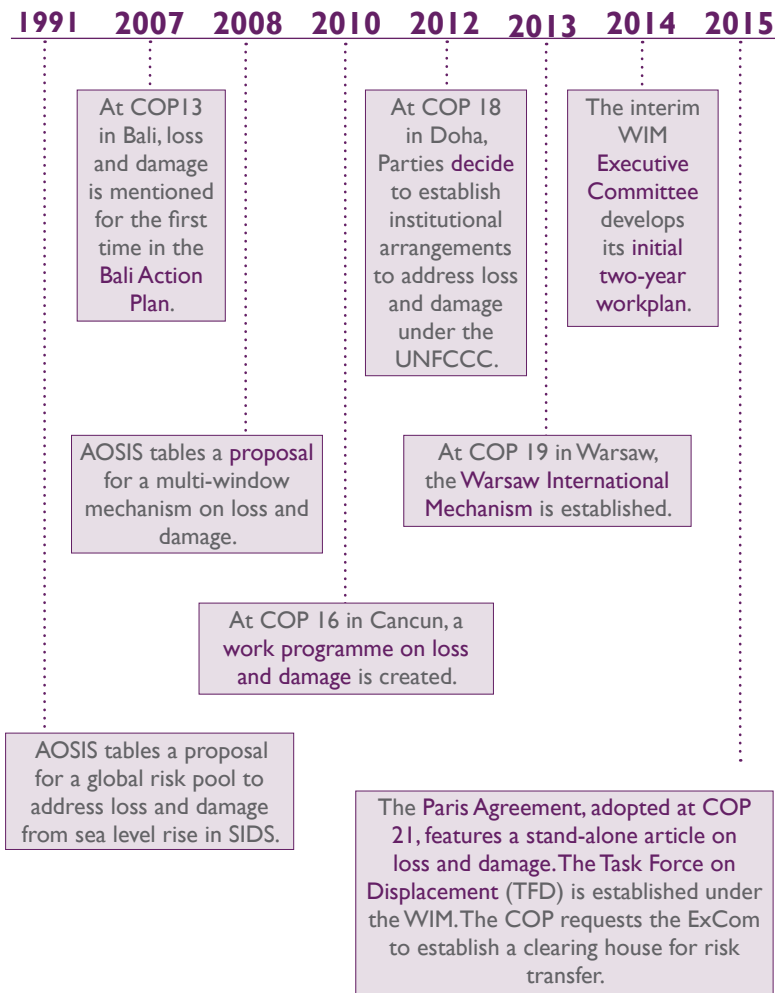 1991 2007 2008 2010 2012 2013 2014 2015
At COP13
in Bali, loss
and damage
is mentioned
for the first
time in the
Bali Action
Plan.
At COP 18
in Doha,
Parties decide
to establish
institutional
arrangements
to address loss
and damage
under the
UNFCCC.
The interim
WIM
Executive
Committee
develops
its initial
two-year
workplan.
AOSIS tables a proposal
for a multi-window
mechanism on loss and
damage.
At COP 19 in Warsaw,
the Warsaw International
Mechanism is established.
At COP 16 in Cancun, a
work programme on loss
and damage is created.
AOSIS tables a proposal
for a global risk pool to
address loss and damage
from sea level rise in SIDS.
The Paris Agreement, adopted at COP
21, features a stand-alone article on
loss and damage. The Task Force on
Displacement (TFD) is established under
the WIM. The COP requests the ExCom
to establish a clearing house for risk
transfer.